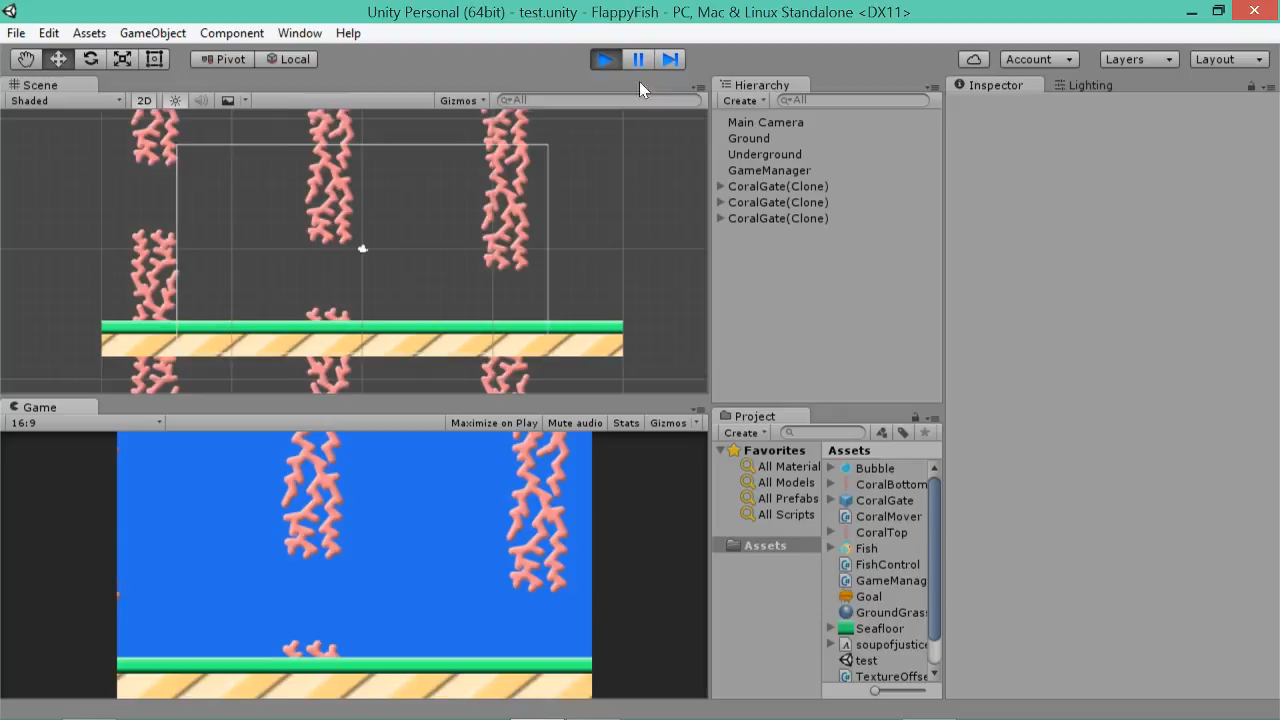 Unity Personal (64bit) - test.unity - FlappyFish - PC, Mac & Linux Standalone <DX11>
File Edit Assets GameObject Component Window Help
Pivot Local Account Layers Layout
Scene
Shaded 2D Gizmos All
Hierarchy
Create All
Main Camera
Ground
Underground
GameManager
CoralGate(Clone)
CoralGate(Clone)
CoralGate(Clone)
Inspector Lighting
Game
16:9 Maximize on Play Mute audio Stats Gizmos
Project
Create
Favorites
All Material
All Models
All Prefabs
All Scripts
Assets
Assets
Bubble
CoralBottom
CoralGate
CoralMover
CoralTop
Fish
FishControl
GameManag
Goal
GroundGras
Seafloor
soupofjustice
test
TextureOffse